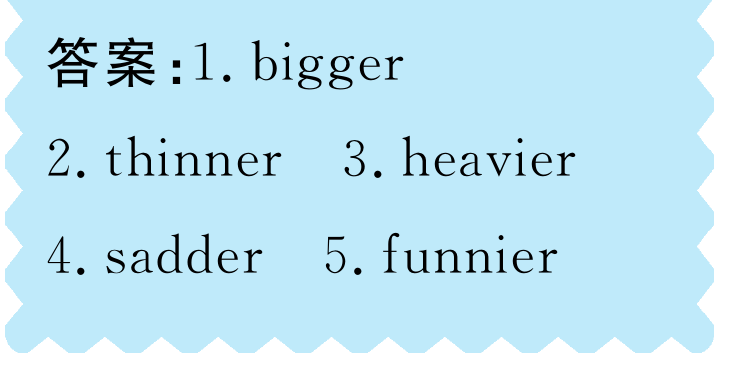 答案:1. bigger
2. thinner 3. heavier
4. sadder 5. funnier